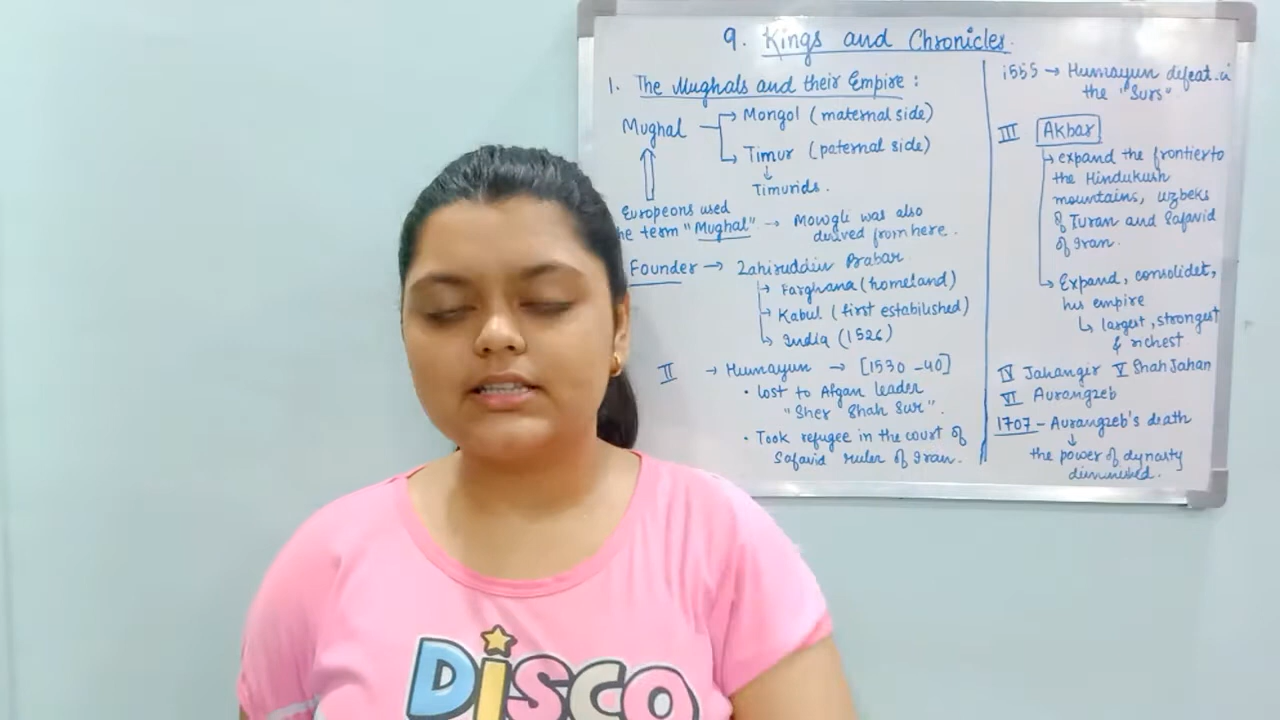 9. Kings and Chronicles.
1. The Mughals and their Empire :
Mughal → Mongol (maternal side)
→ Timur (paternal side)
↓
Timurids.
Europeons used
he term "Mughal" → Mowgli was also
derived from here.
Founder → Zahiruddin Babar.
→ Farghana (homeland)
→ Kabul (first established)
→ India (1526)
II → Humayun → [1530-40]
• lost to Afgan leader
"Sher Shah Sur".
• Took refugee in the court of
Safavid ruler of Iran.
1555 → Humayun defeat
the "Surs".
III Akbar
→ expand the frontier to
the Hindukush
mountains, uzbeks
of Turan and Safavid
of Iran.
→ Expand, consolidet,
his empire
↳ largest, strongest
& richest.
IV Jahangir V Shah Jahan
VI Aurangzeb
1707 - Aurangzeb's death
↓
the power of dynasty
diminished.
DiSCO